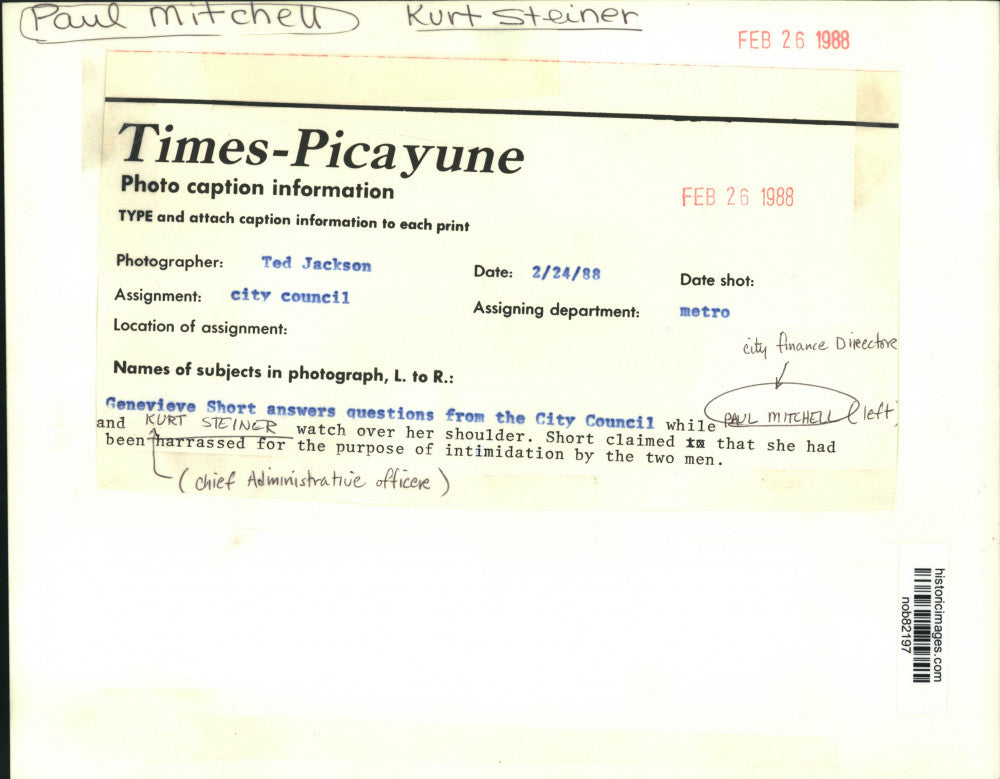 Paul Mitchell Kurt Steiner
FEB 26 1988
Times-Picayune
Photo caption information
FEB 26 1988
TYPE and attach caption information to each print
Photographer: Ted Jackson
Date: 2/24/88
Date shot:
Assignment: city council
Assigning department: metro
Location of assignment:
city finance Director
Names of subjects in photograph, L. to R.:
Genevieve Short answers questions from the City Council while PAUL MITCHELL (left)
and KURT STEINER watch over her shoulder. Short claimed that she had
been harrassed for the purpose of intimidation by the two men.
(chief Administrative officer)
historicimages.com
nob82197